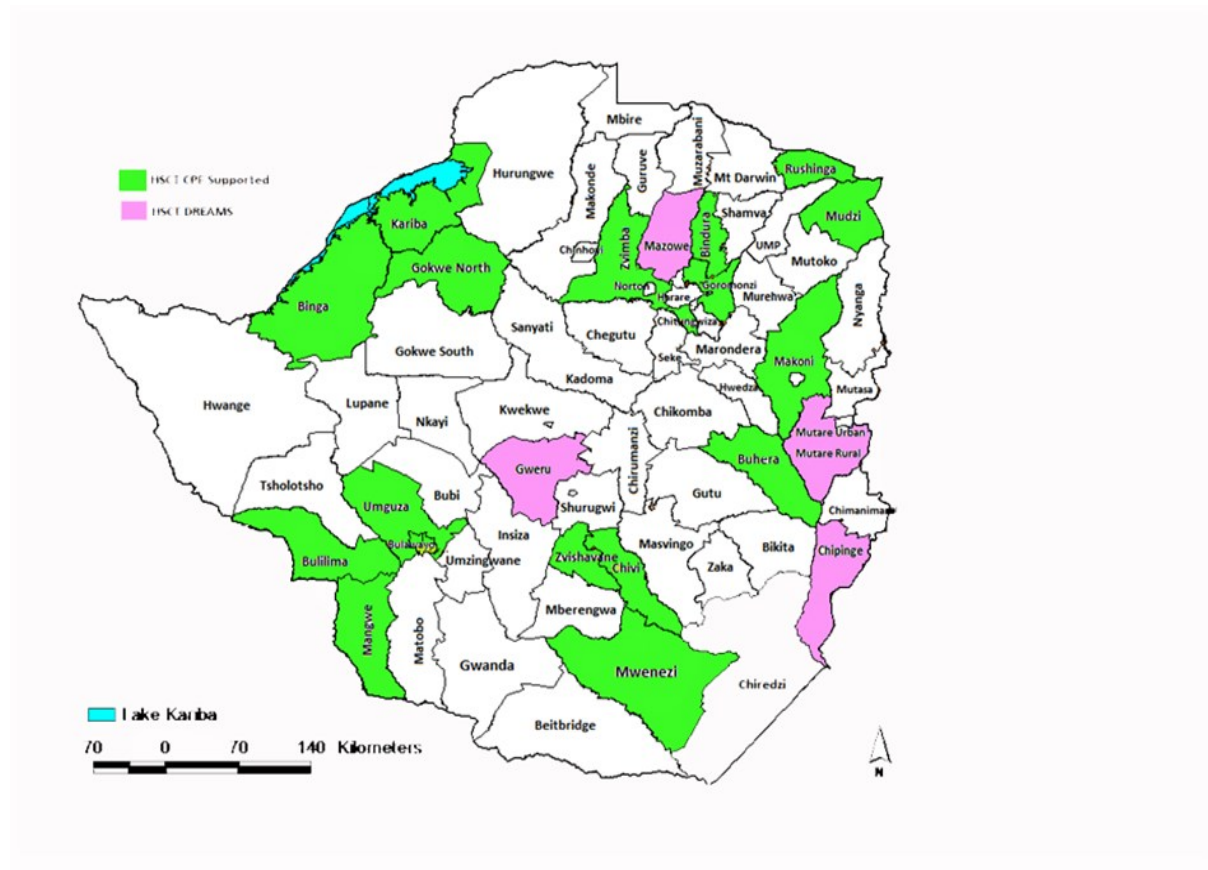 Mbire
HSCT CPF Supported
HSCT DREAMS
Hurungwe
Makonde
Guruve
Muzarabani
Mt Darwin
Rushinga
Kariba
Shamva
Mudzi
Chinhoyi
Zvimba
Mazowe
Bindura
UMP
Mutoko
Gokwe North
Norton
Harare
Goromonzi
Murehwa
Nyanga
Binga
Sanyati
Chegutu
Chitungwiza
Gokwe South
Seke
Marondera
Makoni
Kadoma
Hwedza
Mutasa
Hwange
Lupane
Nkayi
Kwekwe
Chikomba
Mutare Urban
Mutare Rural
Gweru
Chirumanzi
Buhera
Tsholotsho
Umguza
Bubi
Shurugwi
Gutu
Chimanimani
Bulawayo
Insiza
Masvingo
Bikita
Chipinge
Bulilima
Umzingwane
Zvishavane
Chivi
Zaka
Mangwe
Matobo
Mberengwa
Gwanda
Mwenezi
Chiredzi
Beitbridge
Lake Kariba
70 0 70 140 Kilometers
N